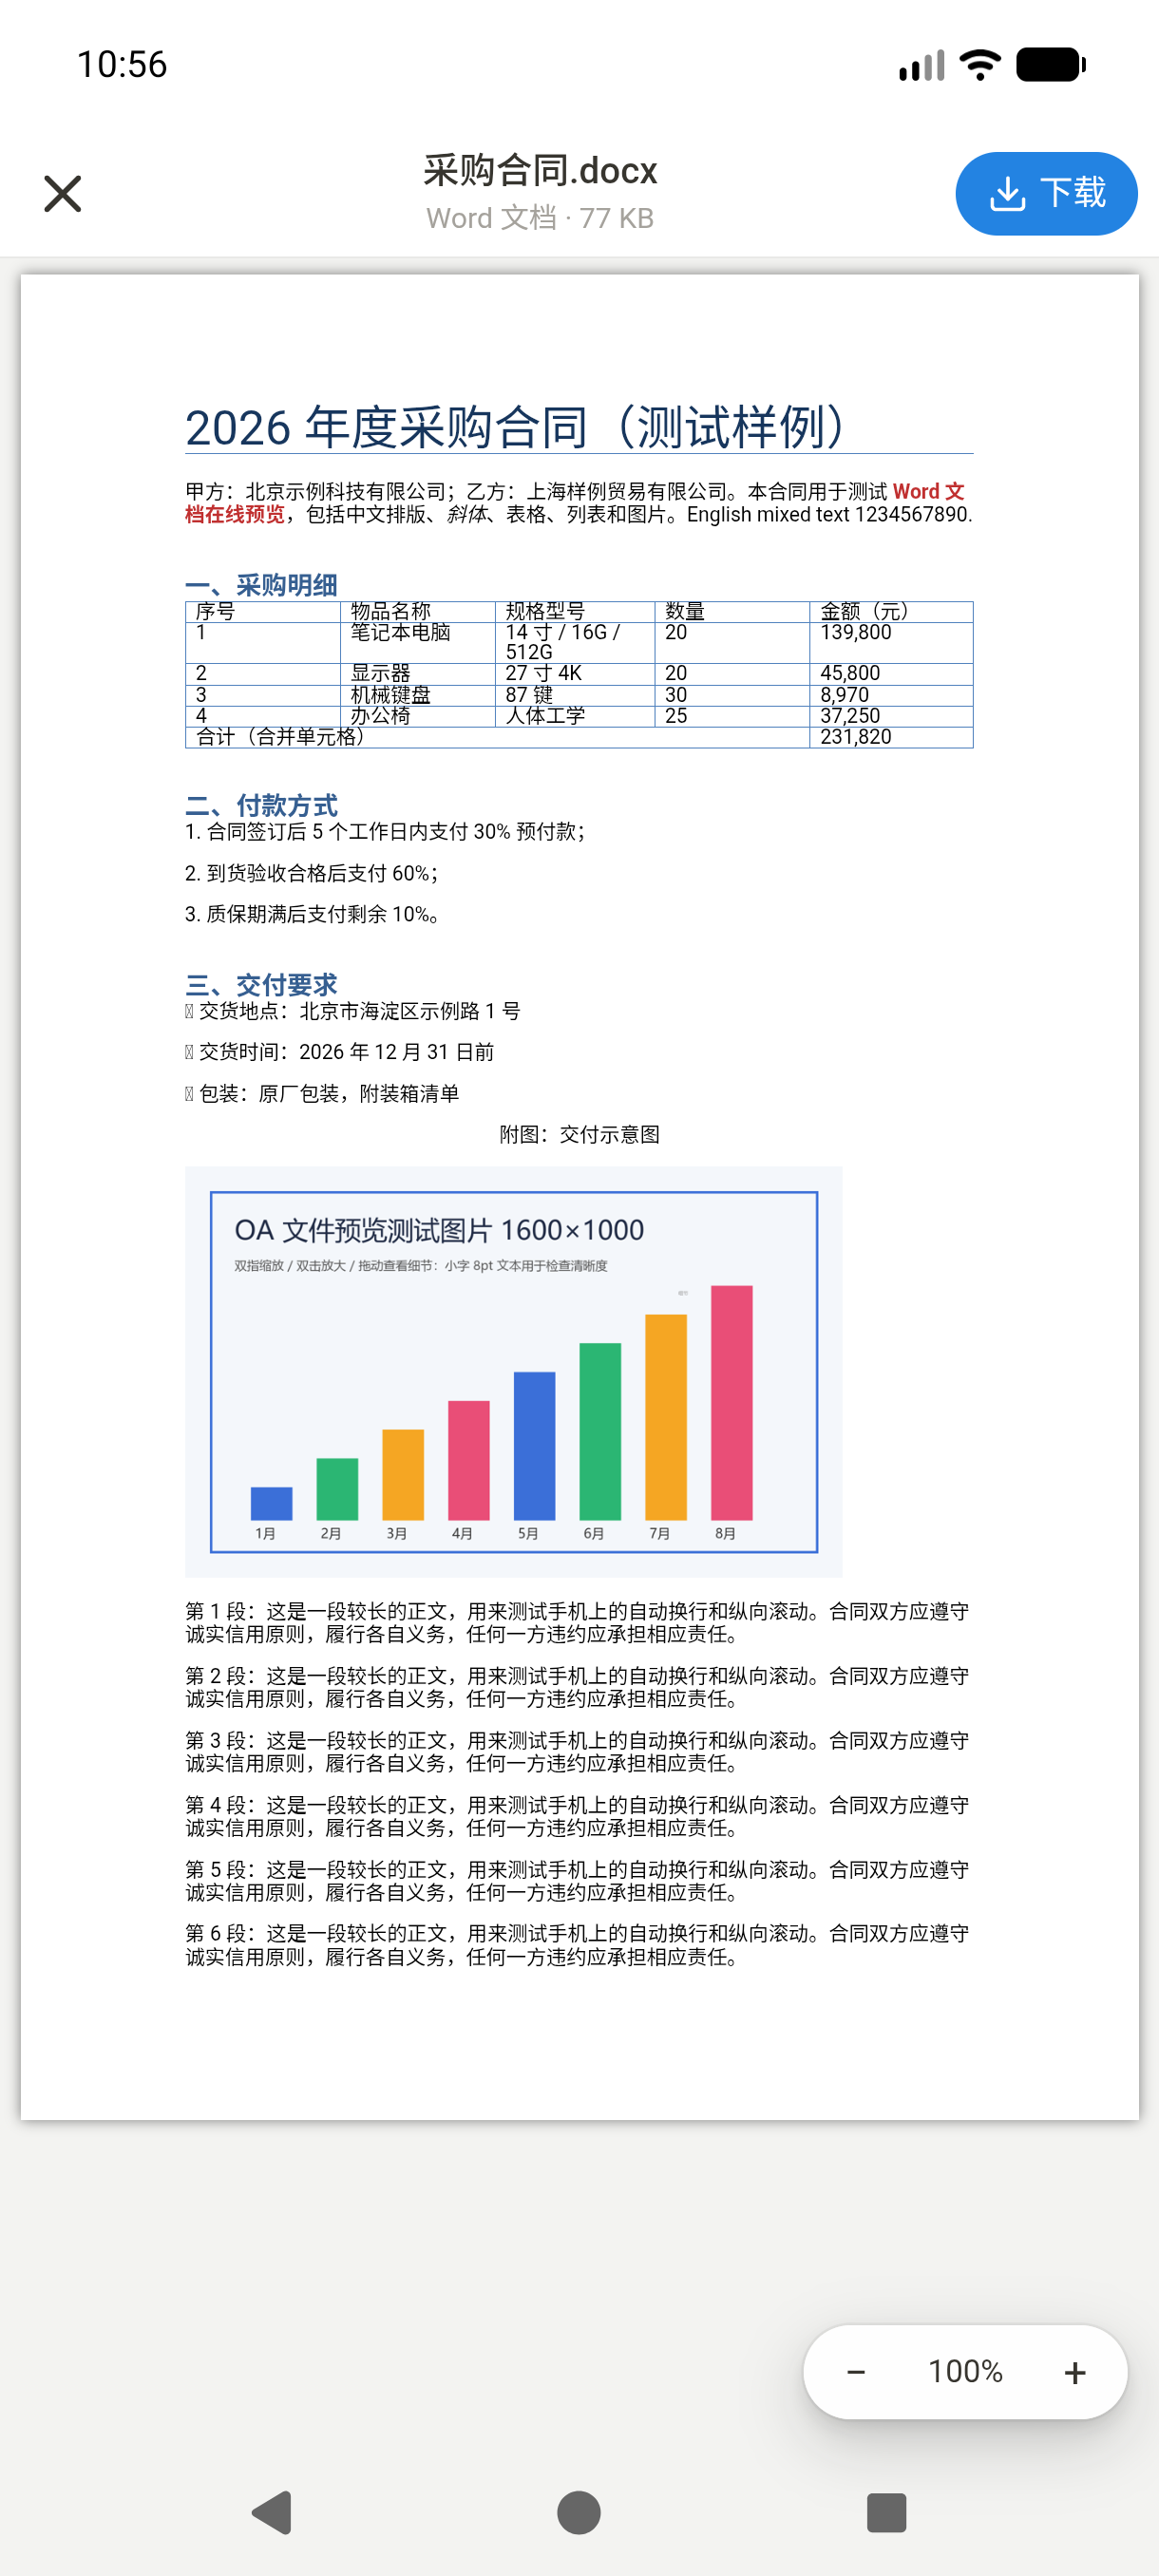 10:56
采购合同.docx
Word 文档 · 77 KB
下载
2026 年度采购合同（测试样例）
甲方：北京示例科技有限公司；乙方：上海样例贸易有限公司。本合同用于测试 Word 文
档在线预览，包括中文排版、斜体、表格、列表和图片。English mixed text 1234567890.
一、采购明细
序号 物品名称 规格型号 数量 金额（元）
1 笔记本电脑 14 寸 / 16G / 20 139,800
512G
2 显示器 27 寸 4K 20 45,800
3 机械键盘 87 键 30 8,970
4 办公椅 人体工学 25 37,250
合计（合并单元格） 231,820
二、付款方式
1. 合同签订后 5 个工作日内支付 30% 预付款；
2. 到货验收合格后支付 60%；
3. 质保期满后支付剩余 10%。
三、交付要求
交货地点：北京市海淀区示例路 1 号
交货时间：2026 年 12 月 31 日前
包装：原厂包装，附装箱清单
附图：交付示意图
OA 文件预览测试图片 1600×1000
双指缩放 / 双击放大 / 拖动查看细节：小字 8pt 文本用于检查清晰度
1月 2月 3月 4月 5月 6月 7月 8月
第 1 段：这是一段较长的正文，用来测试手机上的自动换行和纵向滚动。合同双方应遵守
诚实信用原则，履行各自义务，任何一方违约应承担相应责任。
第 2 段：这是一段较长的正文，用来测试手机上的自动换行和纵向滚动。合同双方应遵守
诚实信用原则，履行各自义务，任何一方违约应承担相应责任。
第 3 段：这是一段较长的正文，用来测试手机上的自动换行和纵向滚动。合同双方应遵守
诚实信用原则，履行各自义务，任何一方违约应承担相应责任。
第 4 段：这是一段较长的正文，用来测试手机上的自动换行和纵向滚动。合同双方应遵守
诚实信用原则，履行各自义务，任何一方违约应承担相应责任。
第 5 段：这是一段较长的正文，用来测试手机上的自动换行和纵向滚动。合同双方应遵守
诚实信用原则，履行各自义务，任何一方违约应承担相应责任。
第 6 段：这是一段较长的正文，用来测试手机上的自动换行和纵向滚动。合同双方应遵守
诚实信用原则，履行各自义务，任何一方违约应承担相应责任。
− 100% +